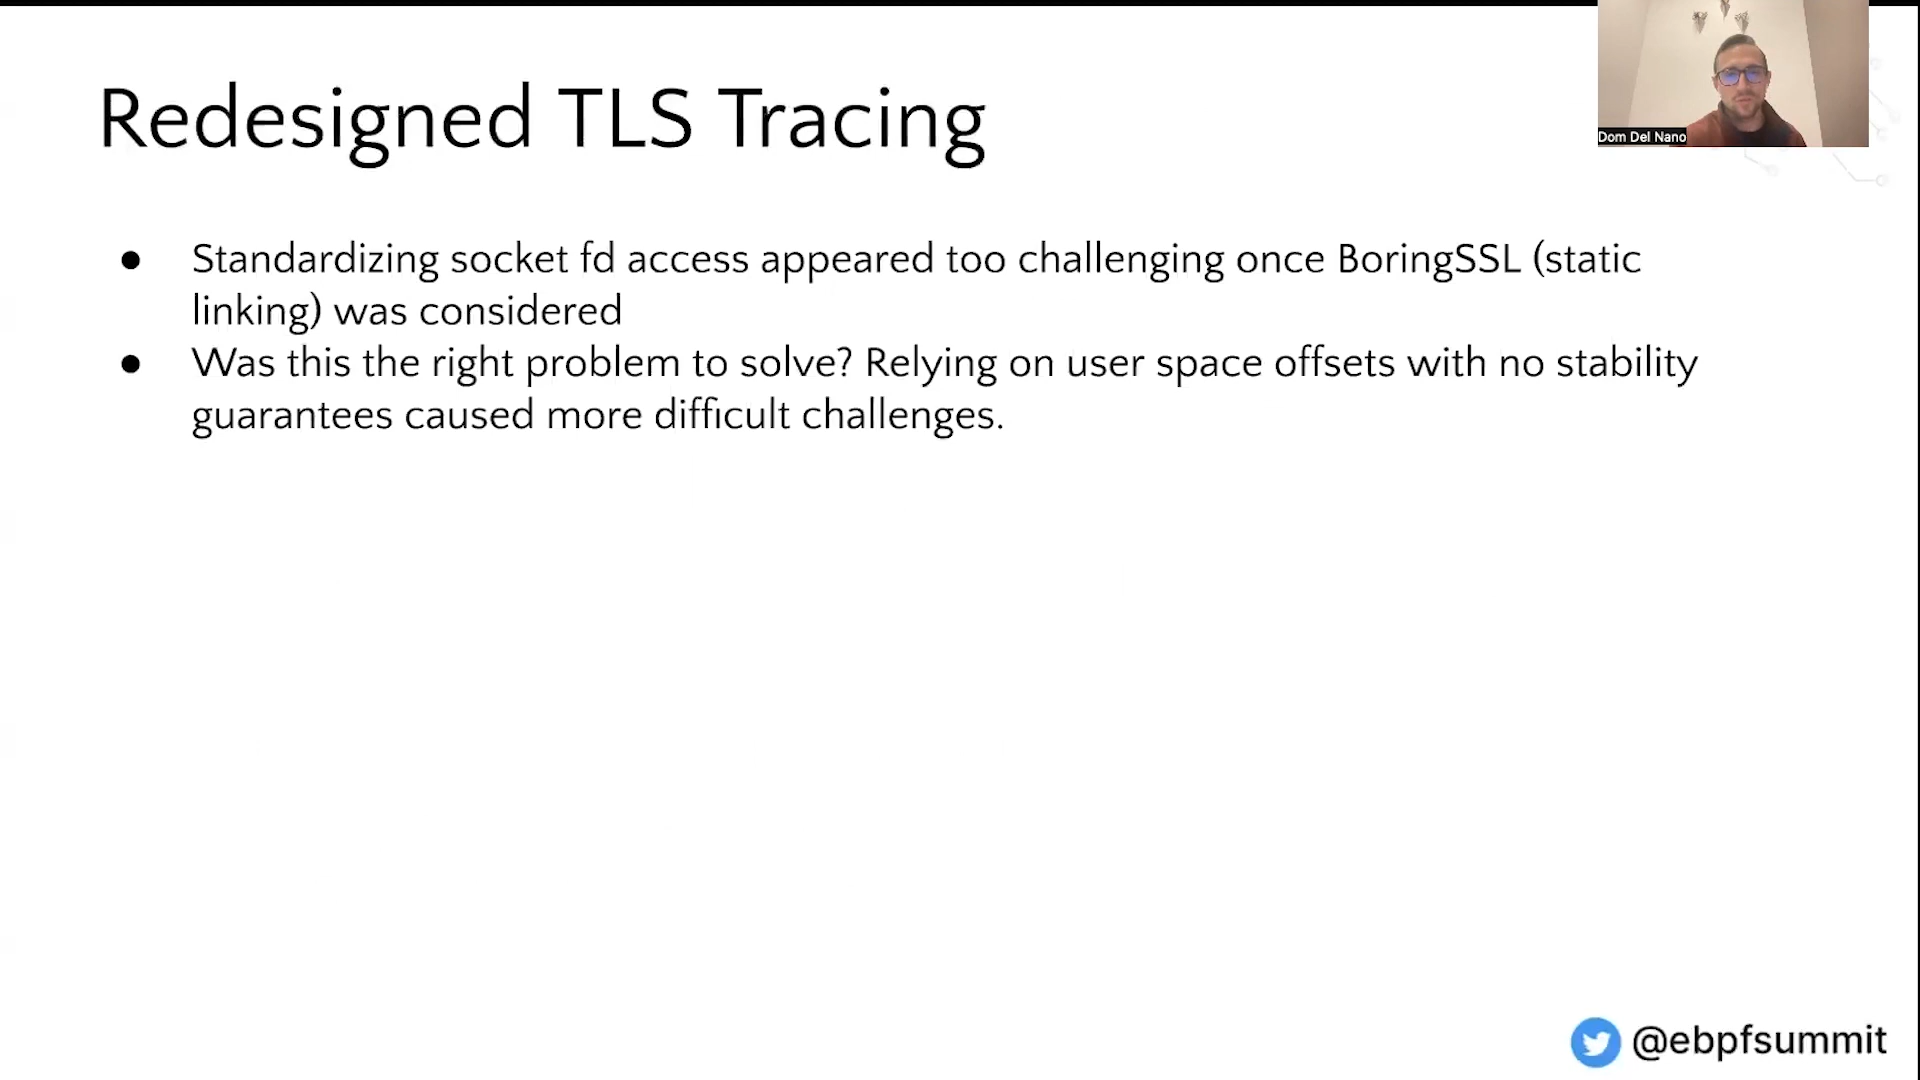 Dom Del Nano
Redesigned TLS Tracing
● Standardizing socket fd access appeared too challenging once BoringSSL (static
linking) was considered
● Was this the right problem to solve? Relying on user space offsets with no stability
guarantees caused more difficult challenges.
@ebpfsummit